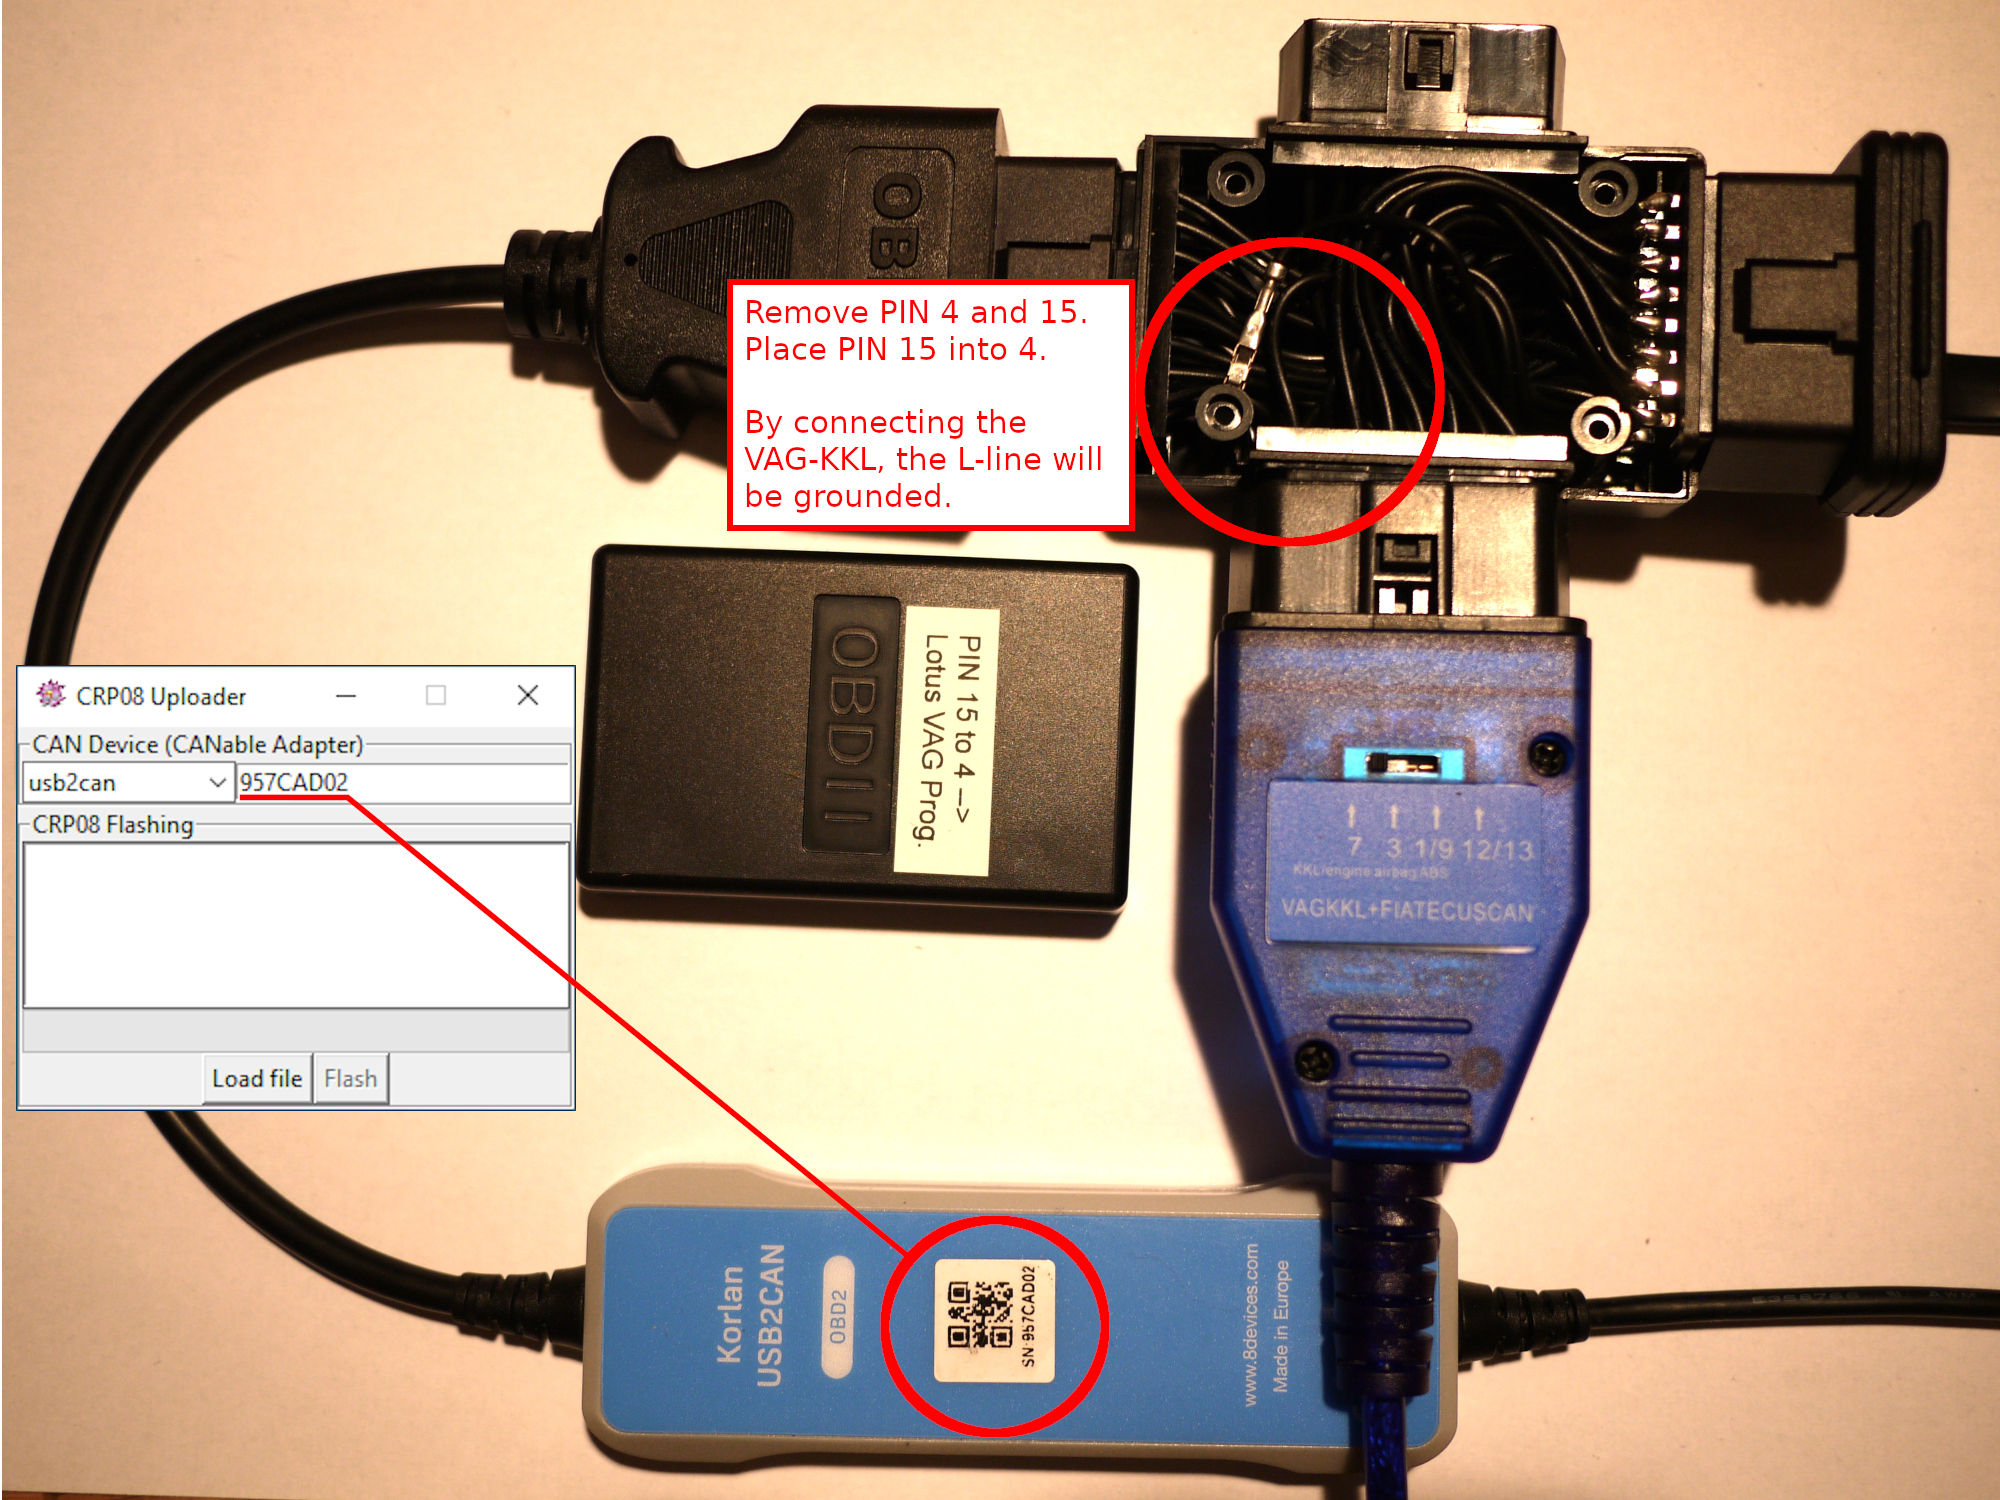 OB
Remove PIN 4 and 15.
Place PIN 15 into 4.
By connecting the
VAG-KKL, the L-line will
be grounded.
CRP08 Uploader
CAN Device (CANable Adapter)
usb2can
957CAD02
CRP08 Flashing
Load file
Flash
OBDII
PIN 15 to 4 -->
Lotus VAG Prog.
7 3 1/9 12/13
KKL/engine airbag ABS
VAGKKL+FIATECUSCAN
Korlan
USB2CAN
OBD2
SN:957CAD02
www.8devices.com
Made in Europe